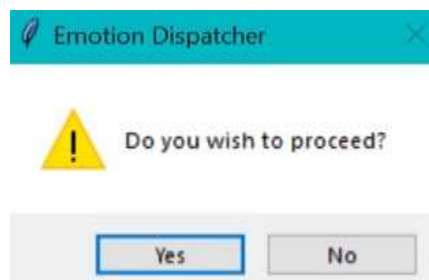 Emotion Dispatcher
Do you wish to proceed?
Yes
No